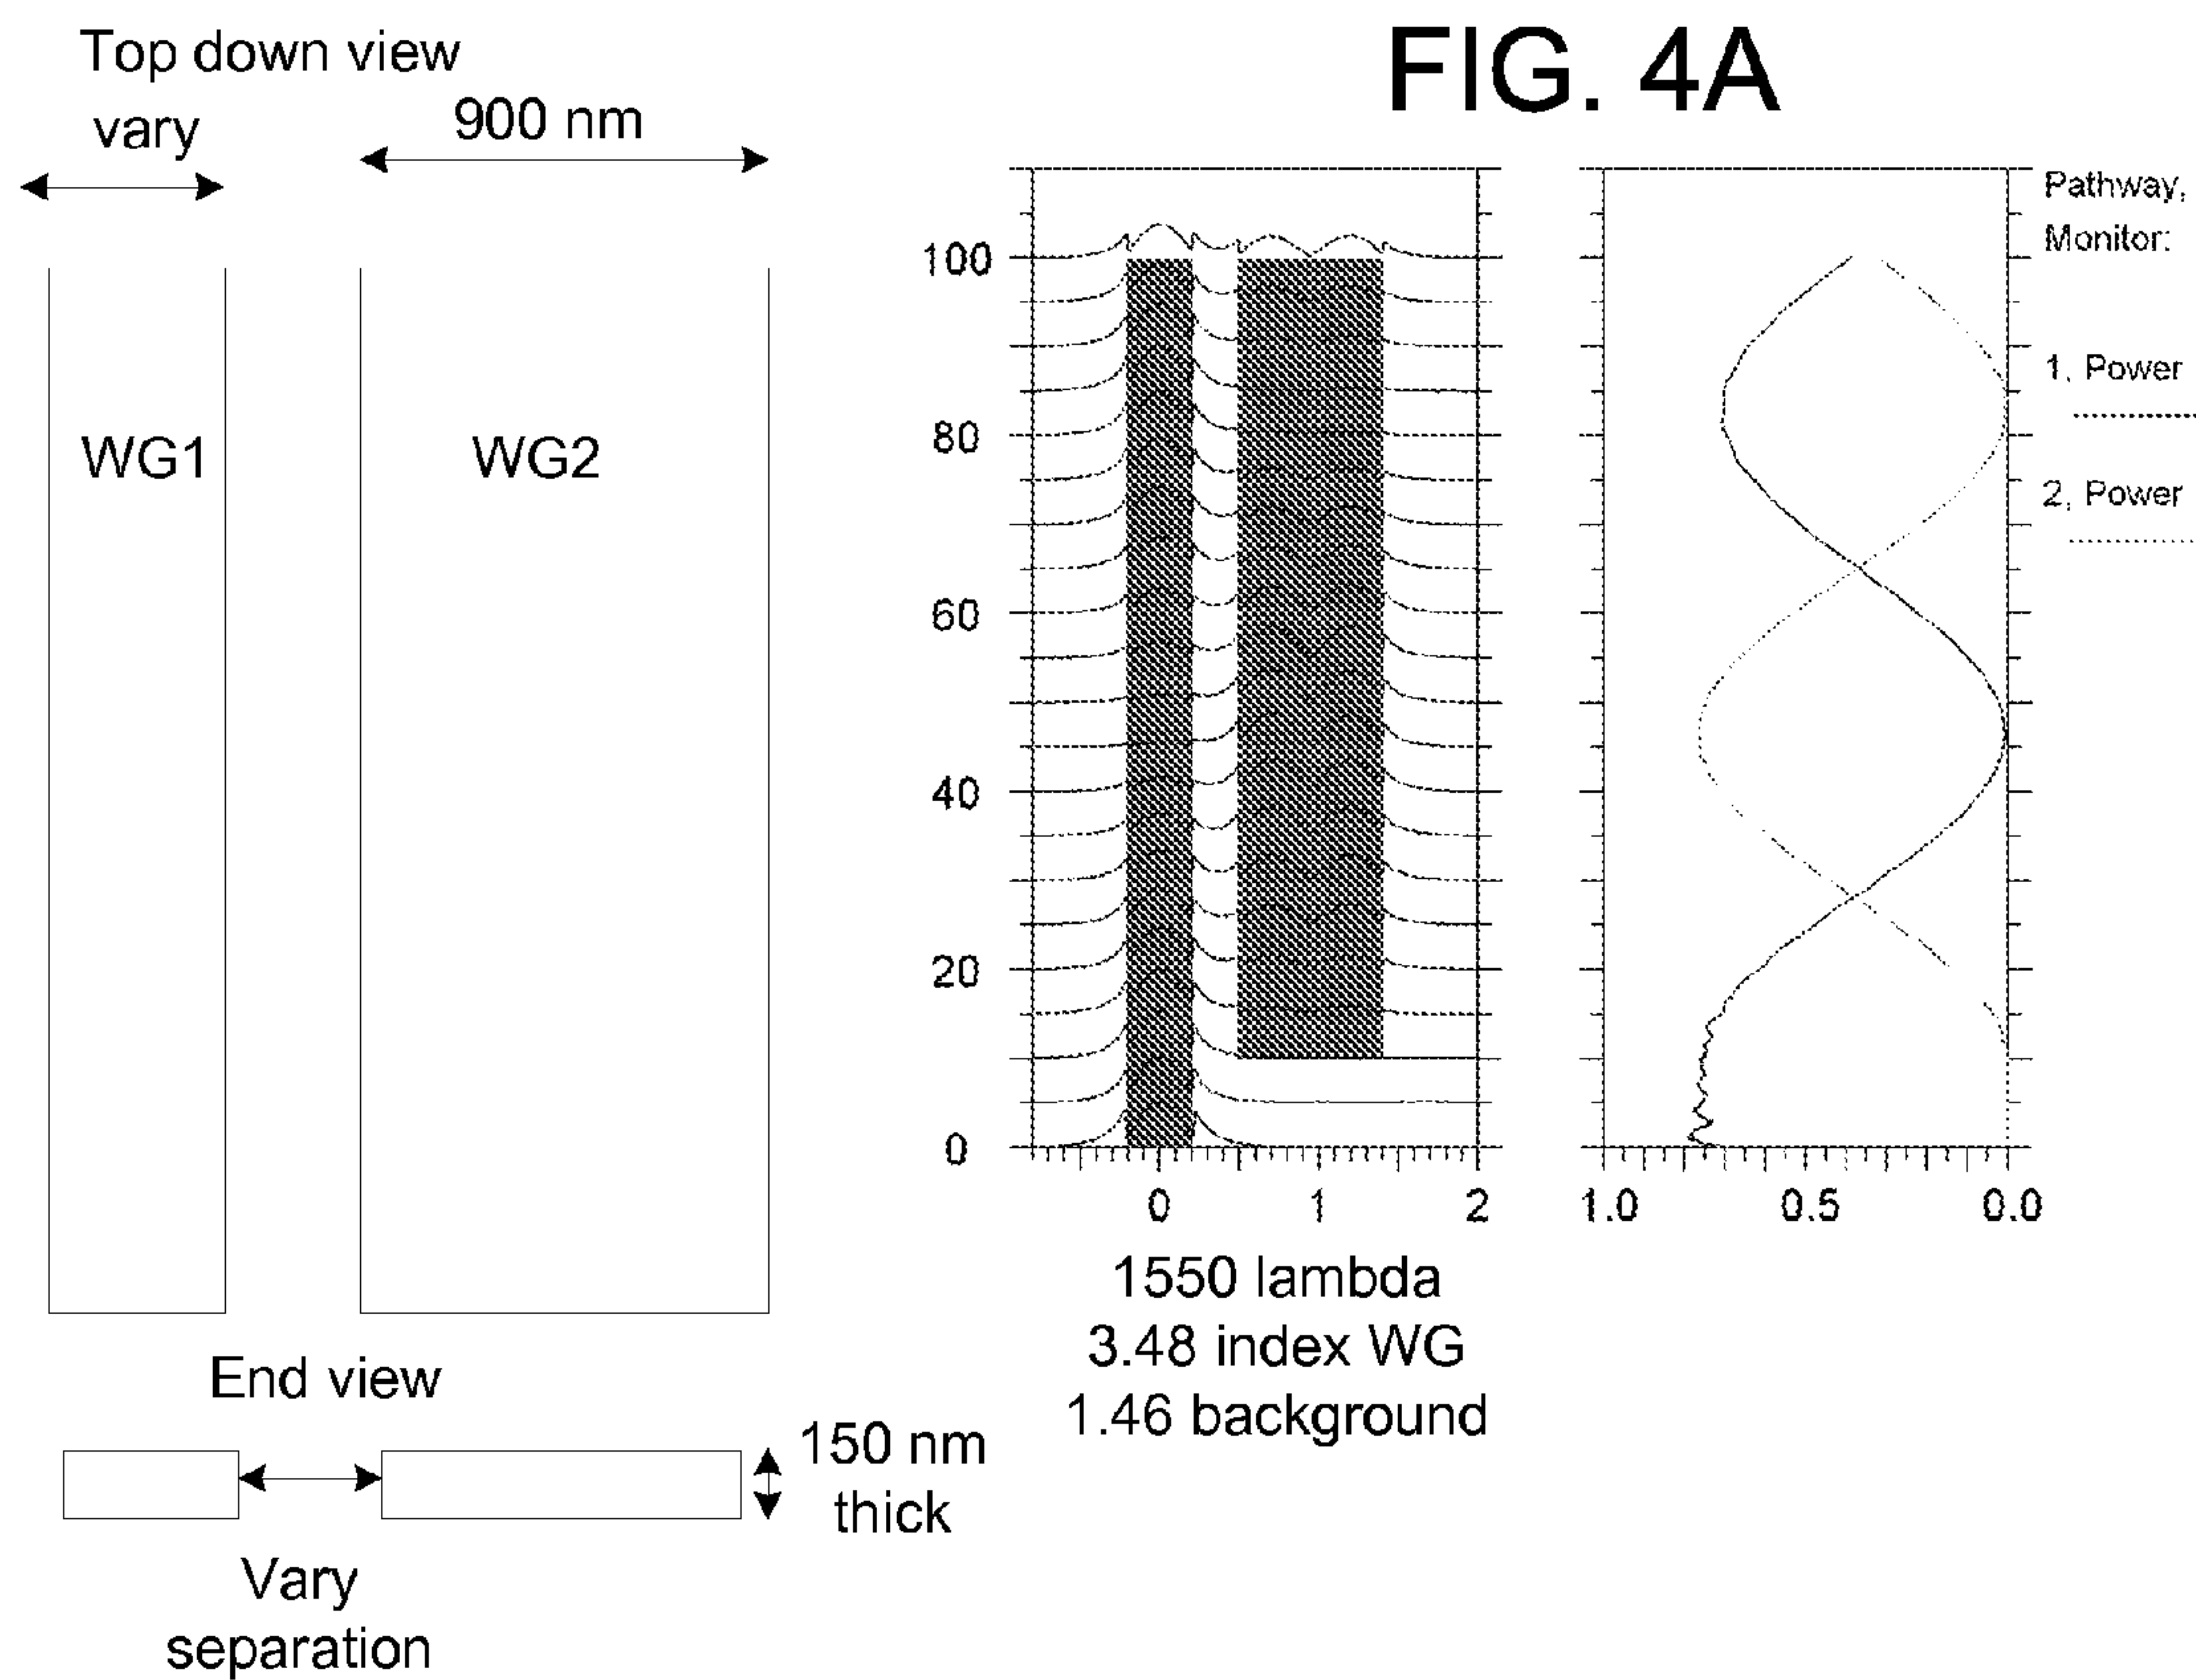 FIG. 4A
Top down view
vary
900 nm
WG1
WG2
End view
150 nm
thick
Vary
separation
100
80
60
40
20
0
0 1 2
1550 lambda
3.48 index WG
1.46 background
1.0 0.5 0.0
Pathway,
Monitor:
1, Power
2, Power